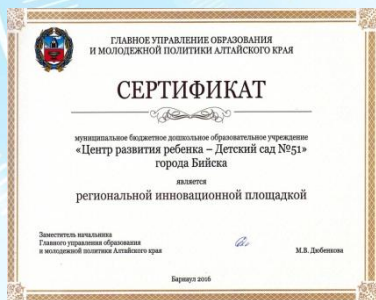 ГЛАВНОЕ УПРАВЛЕНИЕ ОБРАЗОВАНИЯ
И МОЛОДЕЖНОЙ ПОЛИТИКИ АЛТАЙСКОГО КРАЯ
СЕРТИФИКАТ
муниципальное бюджетное дошкольное образовательное учреждение
«Центр развития ребенка – Детский сад №51»
города Бийска
является
региональной инновационной площадкой
Заместитель начальника
Главного управления образования
и молодежной политики Алтайского края
М.В. Дюбенкова
Барнаул 2016